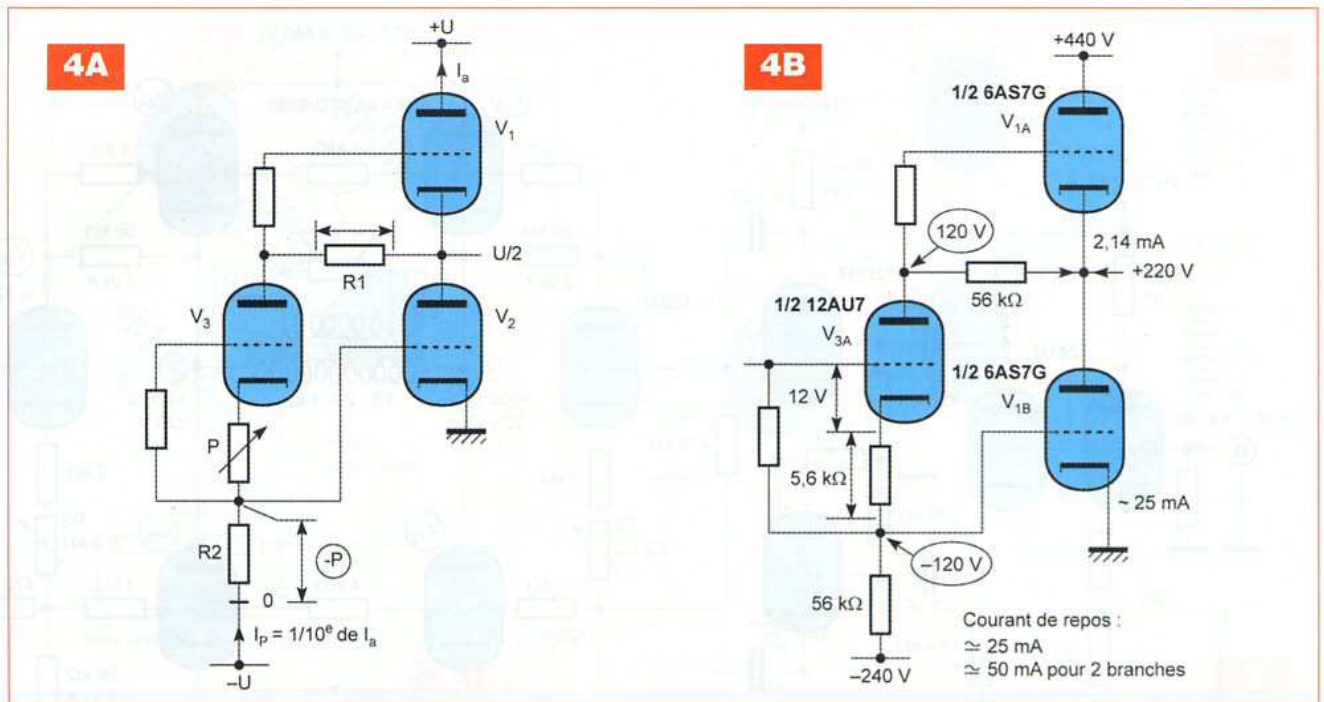 4A
+U
Ia
V1
R1
U/2
V3
V2
P
R2
-P
0
IP = 1/10e de Ia
–U
4B
+440 V
1/2 6AS7G
V1A
120 V
2,14 mA
+220 V
56 kΩ
1/2 12AU7
V3A
1/2 6AS7G
V1B
12 V
5,6 kΩ
~ 25 mA
–120 V
56 kΩ
Courant de repos :
≃ 25 mA
≃ 50 mA pour 2 branches
–240 V